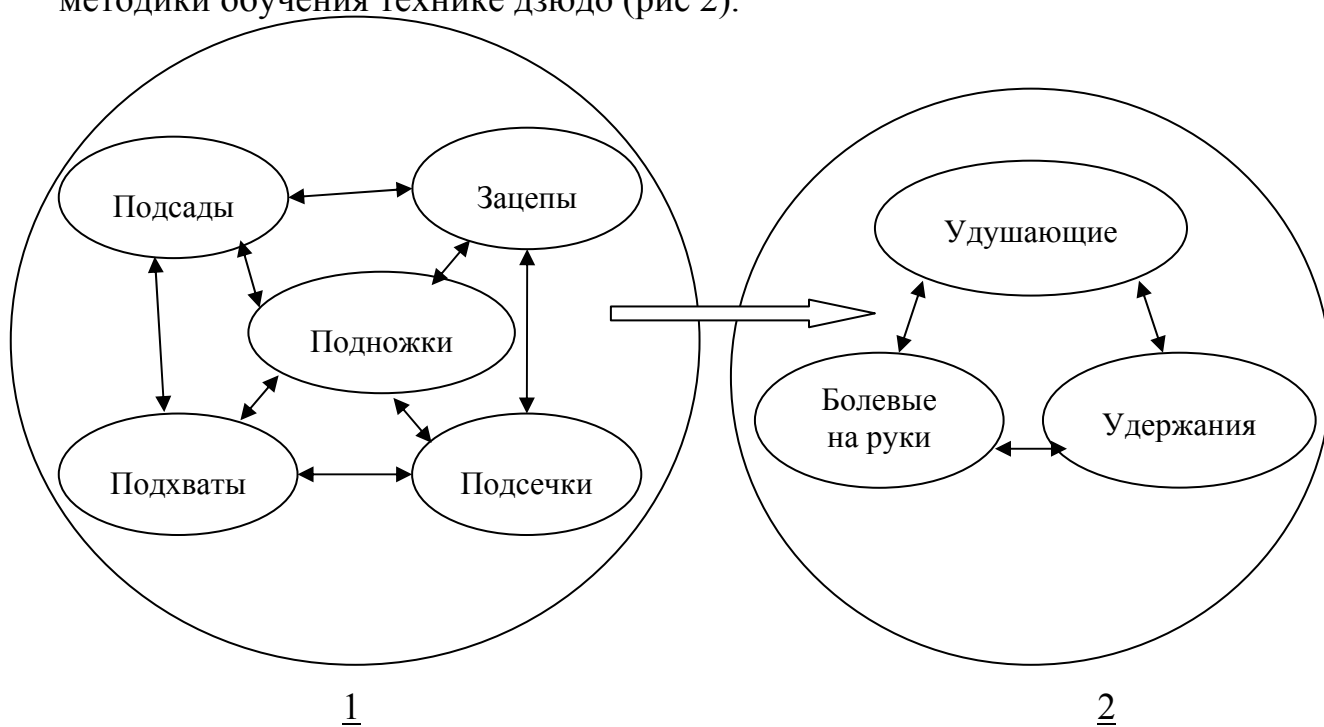 методики обучения технике дзюдо (рис 2).
Подсады
Зацепы
Подножки
Подхваты
Подсечки
Удушающие
Болевые
на руки
Удержания
1
2